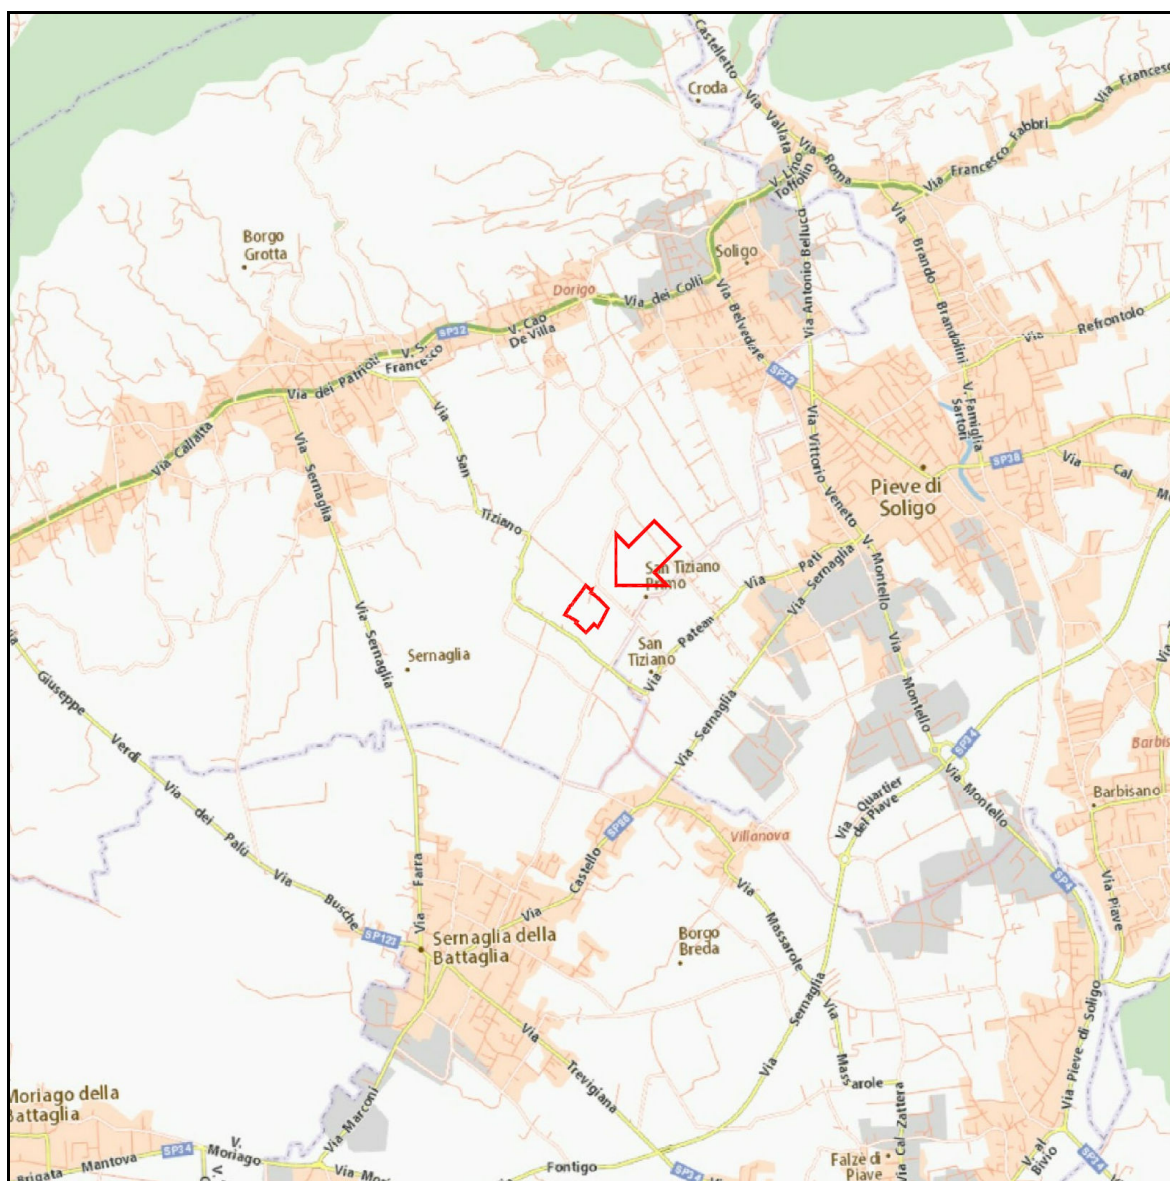 Castelletto
Croda
Via Vallata
Via Roma
V. Lino
Toffolin
Via Francesco Fabbri
Via Francesc
Borgo
Grotta
Soligo
Via Antonio Bellucci
Via
Brando
Brandolini
Dorigo
Via dei Colli
Via Belvedere
V. Cao
De Villa
SP32
V. S.
Francesco
Via dei Patrioti
Via Callalta
Via Refrontolo
SP32
V. Famiglia
Sartori
Via
San
Tiziano
Via Sernaglia
Via Vittorio Veneto
SP38
Via Cal
Pieve di
Soligo
San Tiziano
Primo
Via Pati
V. Montello
Via Sernaglia
Via Patean
San
Tiziano
Sernaglia
Via Sernaglia
Via
Montello
Via Sernaglia
Giuseppe
Verdi
Via
dei
Palù
Via
Busche
SP34
Via Quartier
del Piave
Via Montello
Barbis
Barbisano
Villanova
SP86
Via Castello
Via Farra
SP123
Sernaglia della
Battaglia
Borgo
Breda
Via
Massarole
Via Sernaglia
SP4
Via Piave
Via
Massarole
Via Pieve di Soligo
Via
Trevigiana
Via Marconi
Moriago della
Battaglia
SP34
V.
Moriago
Brigata Mantova
Via Mo
Fontigo
SP34
Via Cal Zattera
Falze di
Piave
V. al
Bivio
SP34